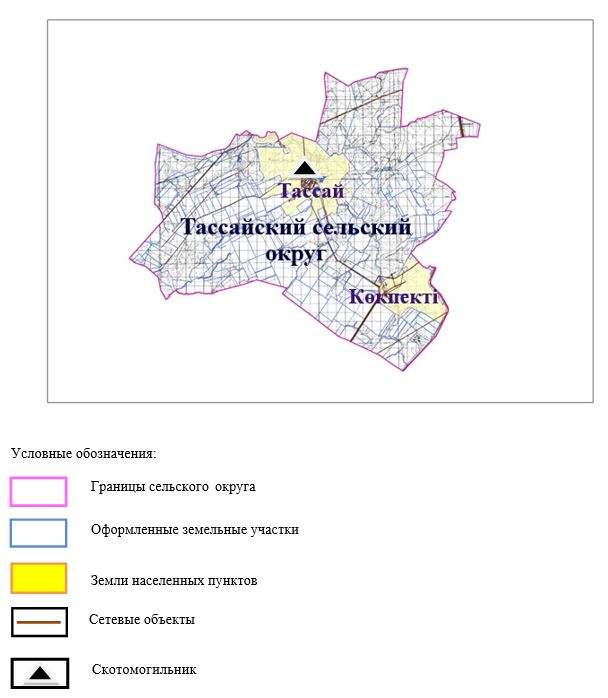 Тассай
Тассайский сельский
округ
Көкпекті
Условные обозначения:
Границы сельского округа
Оформленные земельные участки
Земли населенных пунктов
Сетевые объекты
Скотомогильник